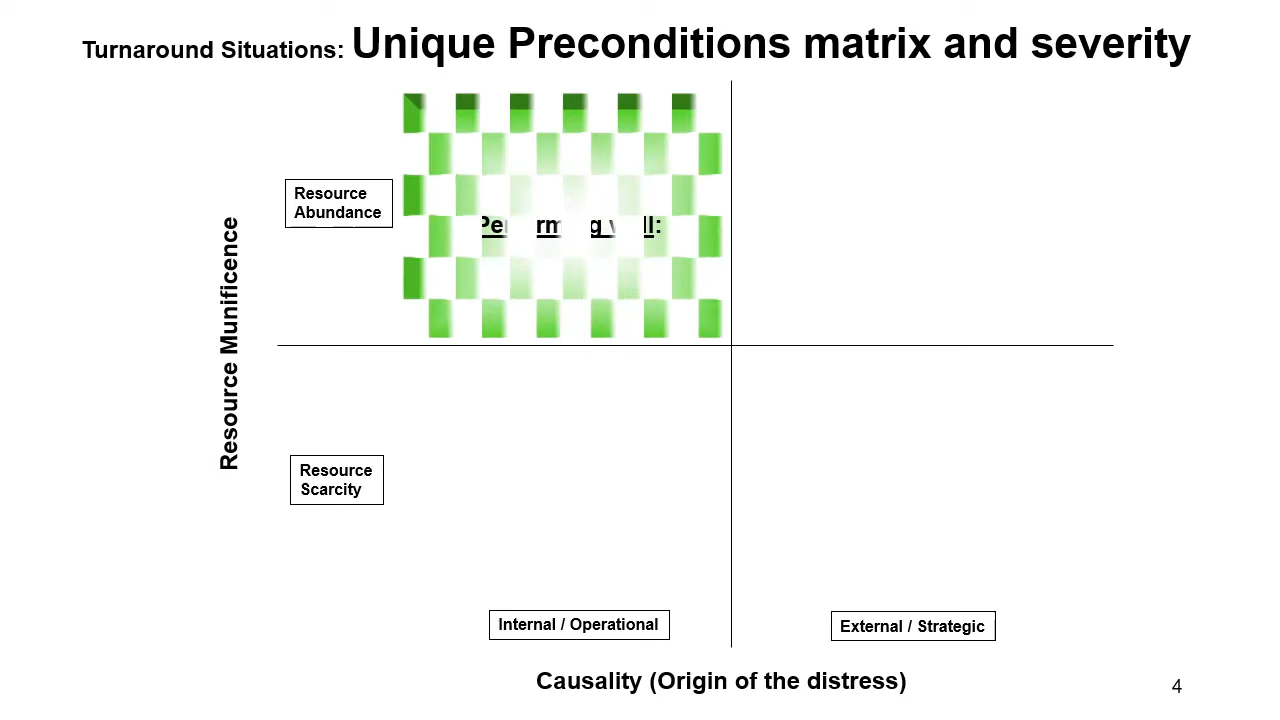 Turnaround Situations: Unique Preconditions matrix and severity
Resource
Abundance
Resource Munificence
Resource
Scarcity
Internal / Operational
External / Strategic
Causality (Origin of the distress)
4